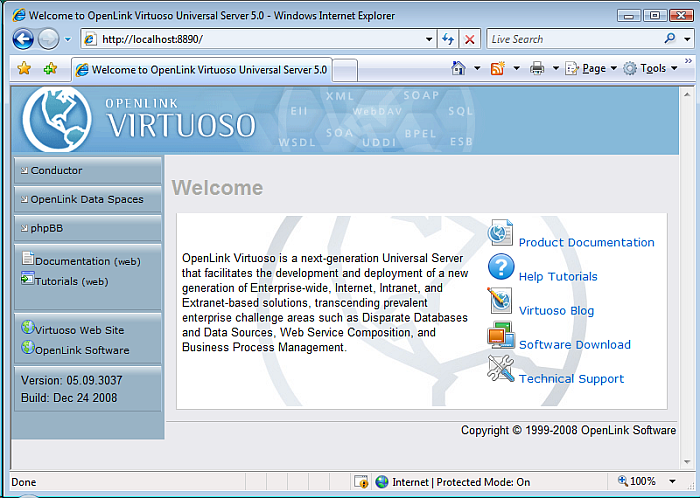 Welcome to OpenLink Virtuoso Universal Server 5.0 - Windows Internet Explorer
http://localhost:8890/
Live Search
Welcome to OpenLink Virtuoso Universal Server 5.0
Page
Tools
OPENLINK
VIRTUOSO
XML SOAP
EII WebDAV SQL
SOA BPEL
WSDL UDDI ESB
Conductor
OpenLink Data Spaces
phpBB
Documentation (web)
Tutorials (web)
Virtuoso Web Site
OpenLink Software
Version: 05.09.3037
Build: Dec 24 2008
Welcome
OpenLink Virtuoso is a next-generation Universal Server
that facilitates the development and deployment of a new
generation of Enterprise-wide, Internet, Intranet, and
Extranet-based solutions, transcending prevalent
enterprise challenge areas such as Disparate Databases
and Data Sources, Web Service Composition, and
Business Process Management.
Product Documentation
Help Tutorials
Virtuoso Blog
Software Download
Technical Support
Copyright © 1999-2008 OpenLink Software
Done
Internet | Protected Mode: On
100%